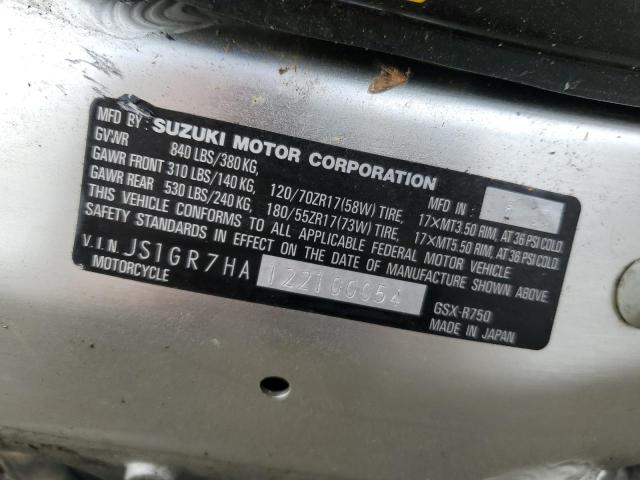 MFD BY: SUZUKI MOTOR CORPORATION
GVWR 840 LBS/380 KG, MFD IN:
GAWR FRONT 310 LBS/140 KG, 120/70ZR17(58W) TIRE, 17×MT3.50 RIM, AT 36 PSI COLD.
GAWR REAR 530 LBS/240 KG, 180/55ZR17(73W) TIRE, 17×MT5.50 RIM, AT 36 PSI COLD.
THIS VEHICLE CONFORMS TO ALL APPLICABLE FEDERAL MOTOR VEHICLE
SAFETY STANDARDS IN EFFECT ON THE DATE OF MANUFACTURE SHOWN ABOVE.
V.I.N. JS1GR7HA122100054
MOTORCYCLE GSX-R750
MADE IN JAPAN